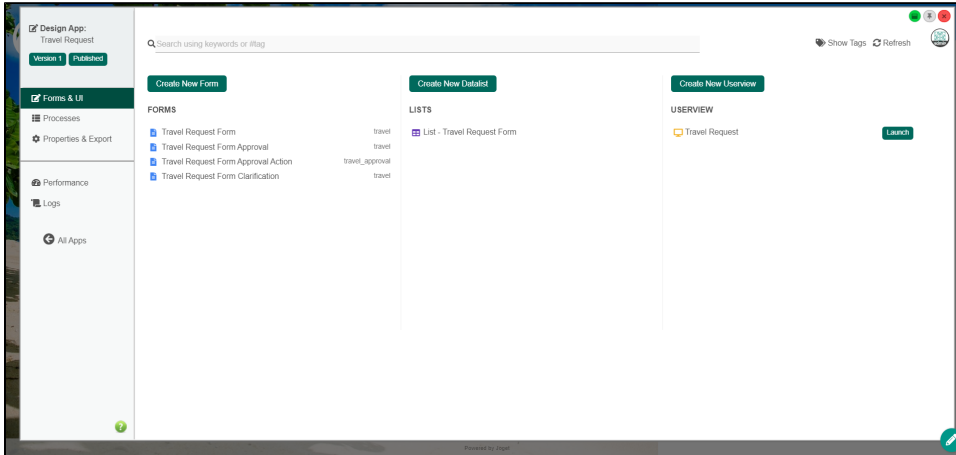 Design App:
Travel Request
Version 1 Published
Forms & UI
Processes
Properties & Export
Performance
Logs
All Apps
Search using keywords or #tag
Show Tags Refresh
Create New Form
FORMS
Travel Request Form travel
Travel Request Form Approval travel
Travel Request Form Approval Action travel_approval
Travel Request Form Clarification travel
Create New Datalist
LISTS
List - Travel Request Form
Create New Userview
USERVIEW
Travel Request Launch
Powered by Joget